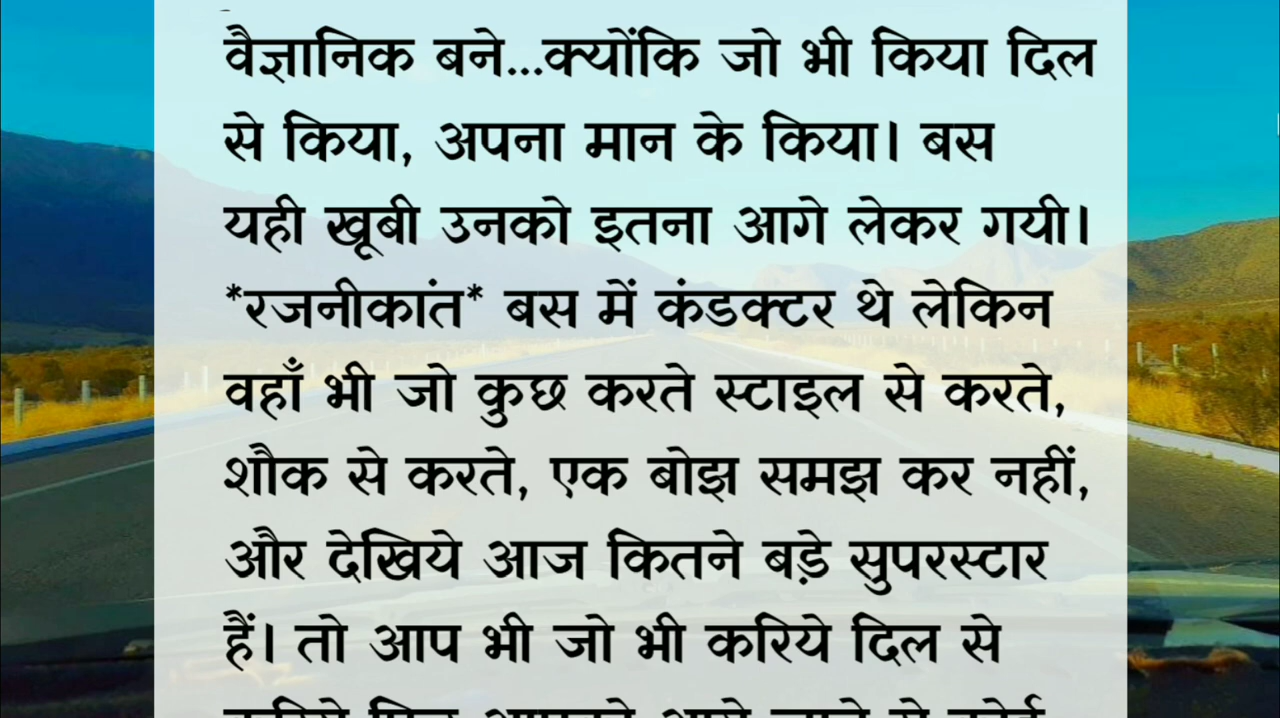 वैज्ञानिक बने...क्योंकि जो भी किया दिल
से किया, अपना मान के किया। बस
यही खूबी उनको इतना आगे लेकर गयी।
*रजनीकांत* बस में कंडक्टर थे लेकिन
वहाँ भी जो कुछ करते स्टाइल से करते,
शौक से करते, एक बोझ समझ कर नहीं,
और देखिये आज कितने बड़े सुपरस्टार
हैं। तो आप भी जो भी करिये दिल से